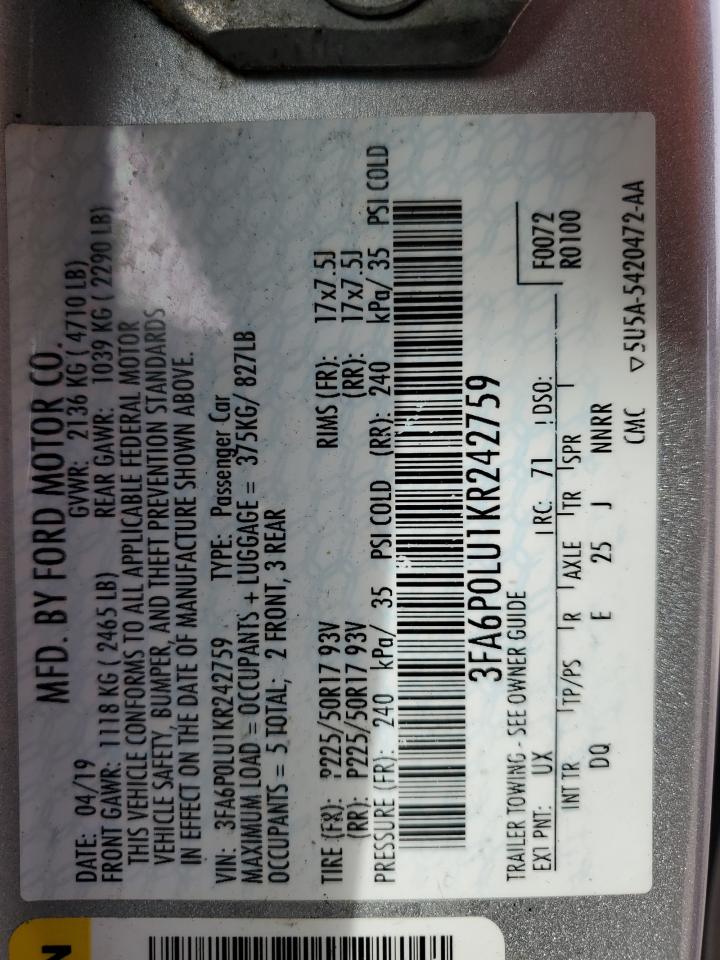 MFD. BY FORD MOTOR CO.
DATE: 04/19 GVWR: 2136 KG ( 4710 LB)
FRONT GAWR: 1118 KG ( 2465 LB) REAR GAWR: 1039 KG ( 2290 LB)
THIS VEHICLE CONFORMS TO ALL APPLICABLE FEDERAL MOTOR
VEHICLE SAFETY, BUMPER, AND THEFT PREVENTION STANDARDS
IN EFFECT ON THE DATE OF MANUFACTURE SHOWN ABOVE.
VIN: 3FA6P0LU1KR242759 TYPE: Passenger Car
MAXIMUM LOAD = OCCUPANTS + LUGGAGE = 375KG/ 827LB
OCCUPANTS = 5 TOTAL; 2 FRONT, 3 REAR
TIRE (FR): P225/50R17 93V RIMS (FR): 17x7.5J
(RR): P225/50R17 93V (RR): 17x7.5J
PRESSURE (FR): 240 kPa/ 35 PSI COLD (RR): 240 kPa/ 35 PSI COLD
3FA6P0LU1KR242759
TRAILER TOWING - SEE OWNER GUIDE
F0072
EXT PNT: UX RC: 71 DSO: R0100
INT TR TP/PS R AXLE TR SPR
DQ E 25 J NNRR
CMC ▽5U5A-5420472-AA
N